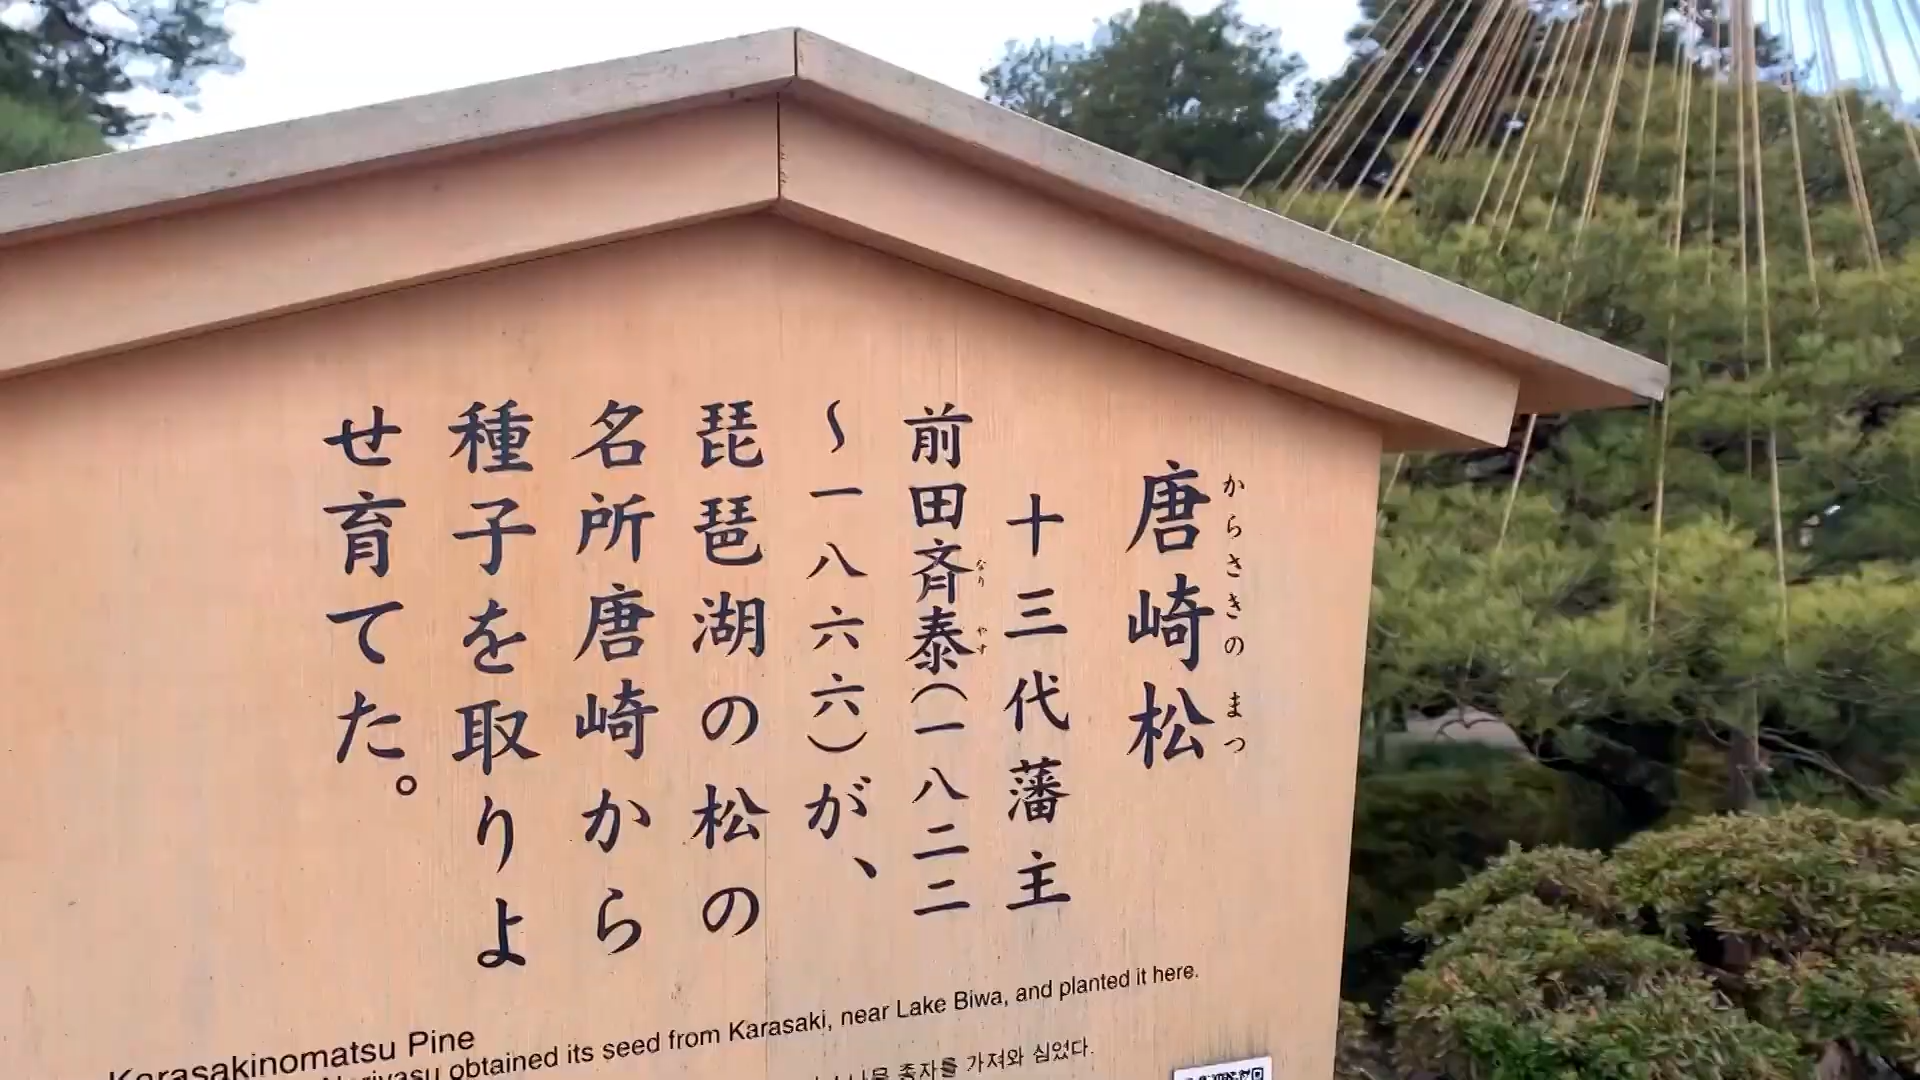 唐崎松
からさきの まつ
十三代藩主
前田斉泰(一八二二
なり やす
〜一八六六)が、
琵琶湖の松の
名所唐崎から
種子を取りよ
せ育てた。
Karasakinomatsu Pine
Nariyasu obtained its seed from Karasaki, near Lake Biwa, and planted it here.
종자를 가져와 심었다.